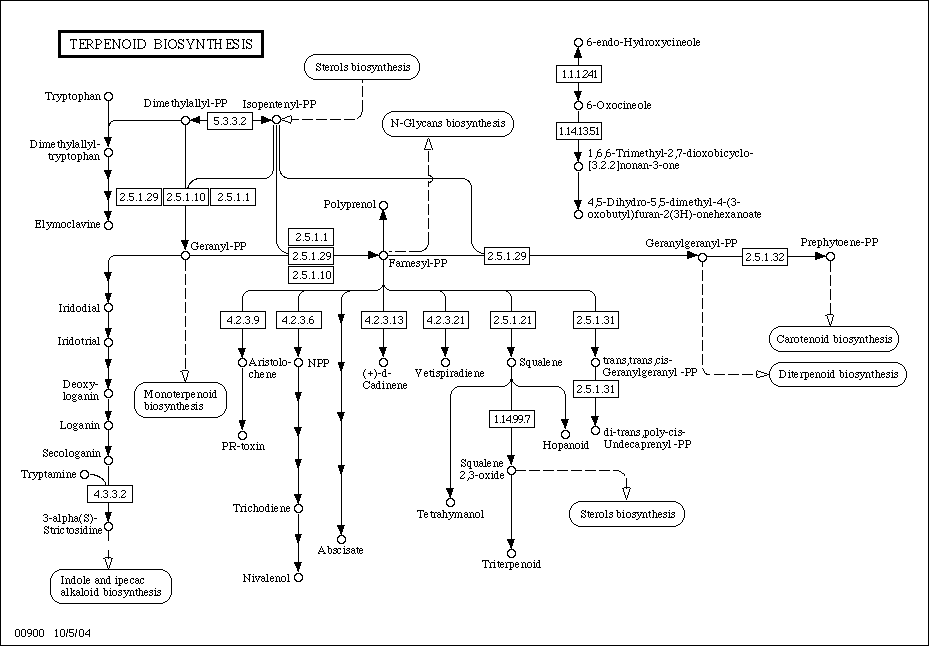 TERPENOID BIOSYNTHESIS
Sterols biosynthesis
6-endo-Hydroxycineole
1.1.1.241
6-Oxocineole
1.14.13.51
1,6,6-Trimethyl-2,7-dioxobicyclo-
[3.2.2]nonan-3-one
4,5-Dihydro-5,5-dimethyl-4-(3-
oxobutyl)furan-2(3H)-onehexanoate
Tryptophan
Dimethylallyl-PP
Isopentenyl-PP
5.3.3.2
N-Glycans biosynthesis
Dimethylallyl-
tryptophan
2.5.1.29
2.5.1.10
2.5.1.1
Elymoclavine
Polyprenol
Geranyl-PP
2.5.1.1
2.5.1.29
2.5.1.10
Farnesyl-PP
2.5.1.29
Geranylgeranyl-PP
2.5.1.32
Prephytoene-PP
Carotenoid biosynthesis
Diterpenoid biosynthesis
Iridodial
Iridotrial
Deoxy-
loganin
Loganin
Secologanin
Tryptamine
4.3.3.2
3-alpha(S)-
Strictosidine
Indole and ipecac
alkaloid biosynthesis
Monoterpenoid
biosynthesis
4.2.3.9
4.2.3.6
4.2.3.13
4.2.3.21
2.5.1.21
2.5.1.31
Aristolo-
chene
NPP
(+)-d-
Cadinene
Vetispiradiene
Squalene
trans,trans,cis-
Geranylgeranyl -PP
2.5.1.31
di-trans,poly-cis-
Undecaprenyl -PP
PR-toxin
1.14.99.7
Hopanoid
Squalene
2,3-oxide
Trichodiene
Tetrahymanol
Sterols biosynthesis
Abscisate
Triterpenoid
Nivalenol
00900 10/5/04